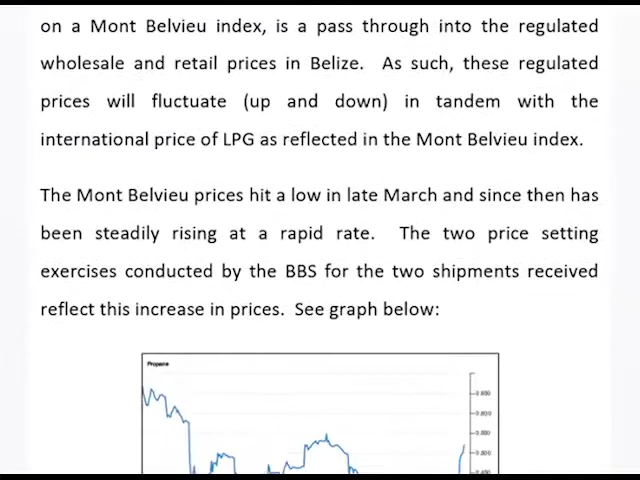 on a Mont Belvieu index, is a pass through into the regulated
wholesale and retail prices in Belize. As such, these regulated
prices will fluctuate (up and down) in tandem with the
international price of LPG as reflected in the Mont Belvieu index.
The Mont Belvieu prices hit a low in late March and since then has
been steadily rising at a rapid rate. The two price setting
exercises conducted by the BBS for the two shipments received
reflect this increase in prices. See graph below:
Propane